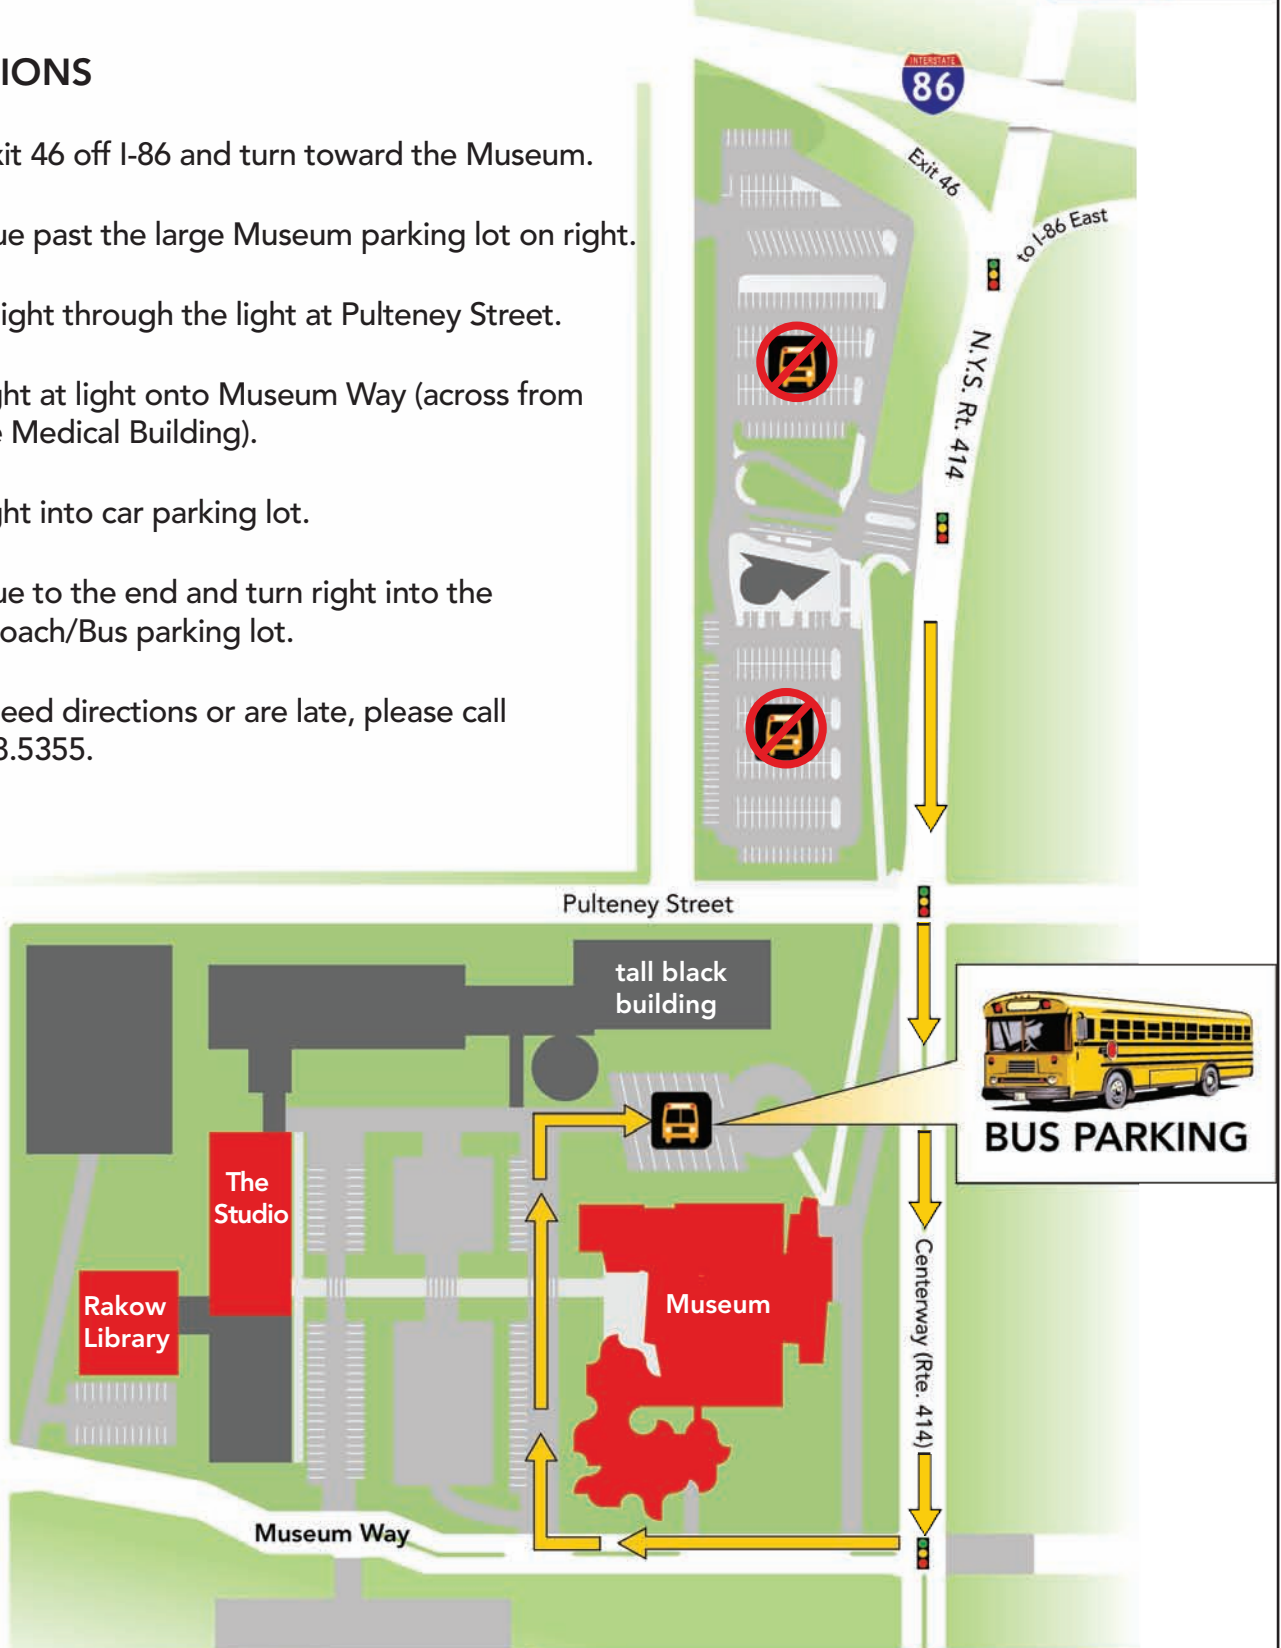 IONS
xit 46 off I-86 and turn toward the Museum.
ue past the large Museum parking lot on right.
ight through the light at Pulteney Street.
ght at light onto Museum Way (across from
e Medical Building).
ght into car parking lot.
ue to the end and turn right into the
oach/Bus parking lot.
eed directions or are late, please call
3.5355.
INTERSTATE
86
Exit 46
to I-86 East
N.Y.S. Rt. 414
Pulteney Street
tall black
building
BUS PARKING
The
Studio
Rakow
Library
Museum
Centerway (Rte. 414)
Museum Way